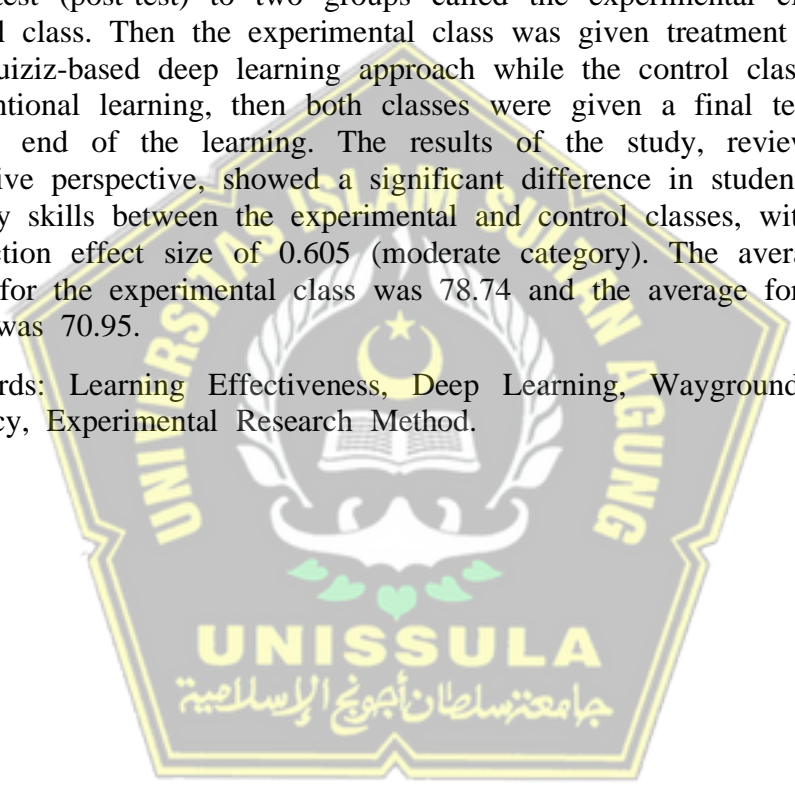 test (post-test) to two groups called the experimental
class. Then the experimental class was given treatment
uiziz-based deep learning approach while the control clas
ntional learning, then both classes were given a final te
end of the learning. The results of the study, review
ive perspective, showed a significant difference in studen
y skills between the experimental and control classes, wit
ction effect size of 0.605 (moderate category). The avera
for the experimental class was 78.74 and the average for
was 70.95.
rds: Learning Effectiveness, Deep Learning, Wayground
cy, Experimental Research Method.
UNIVERSITAS ISLAM SULTAN AGUNG
UNISSULA
جامعة سلطان أجونج الإسلامية